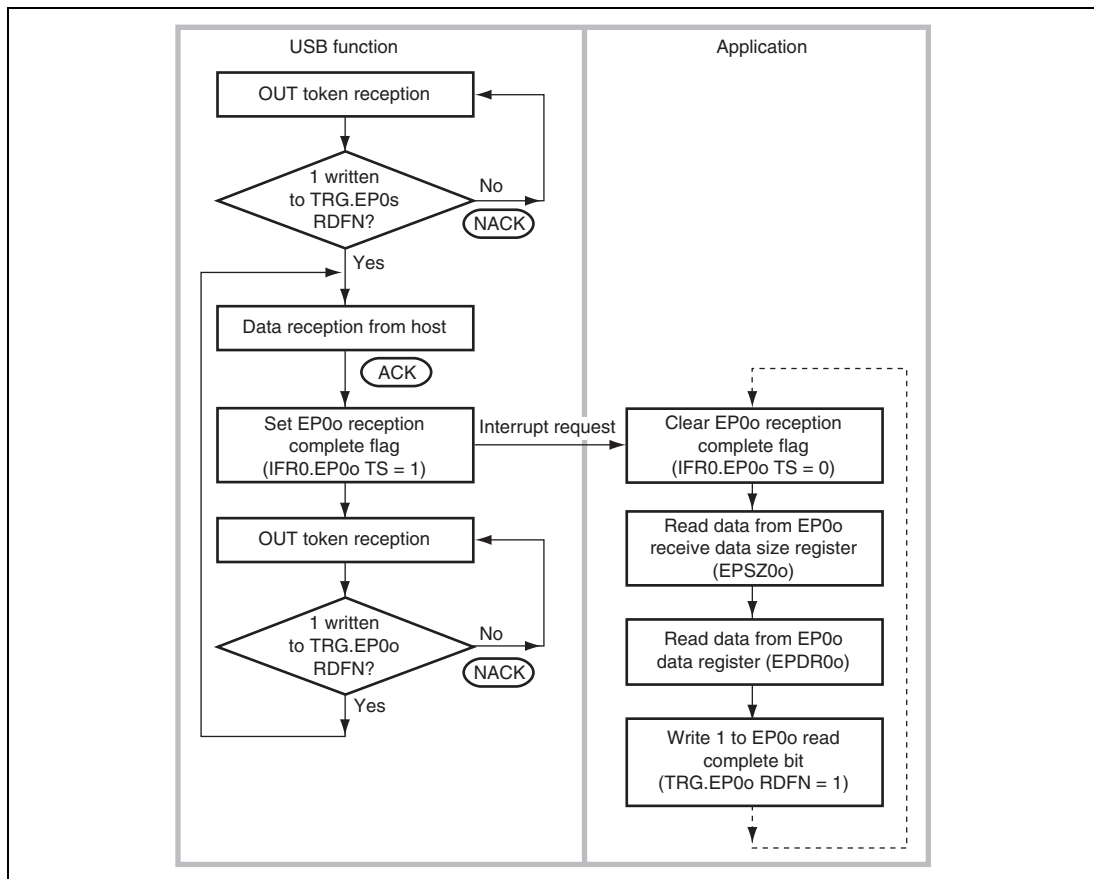 USB function
Application
OUT token reception
1 written
to TRG.EP0s
RDFN?
No
NACK
Yes
Data reception from host
ACK
Set EP0o reception
complete flag
(IFR0.EP0o TS = 1)
Interrupt request
Clear EP0o reception
complete flag
(IFR0.EP0o TS = 0)
OUT token reception
Read data from EP0o
receive data size register
(EPSZ0o)
1 written
to TRG.EP0o
RDFN?
No
NACK
Yes
Read data from EP0o
data register (EPDR0o)
Write 1 to EP0o read
complete bit
(TRG.EP0o RDFN = 1)